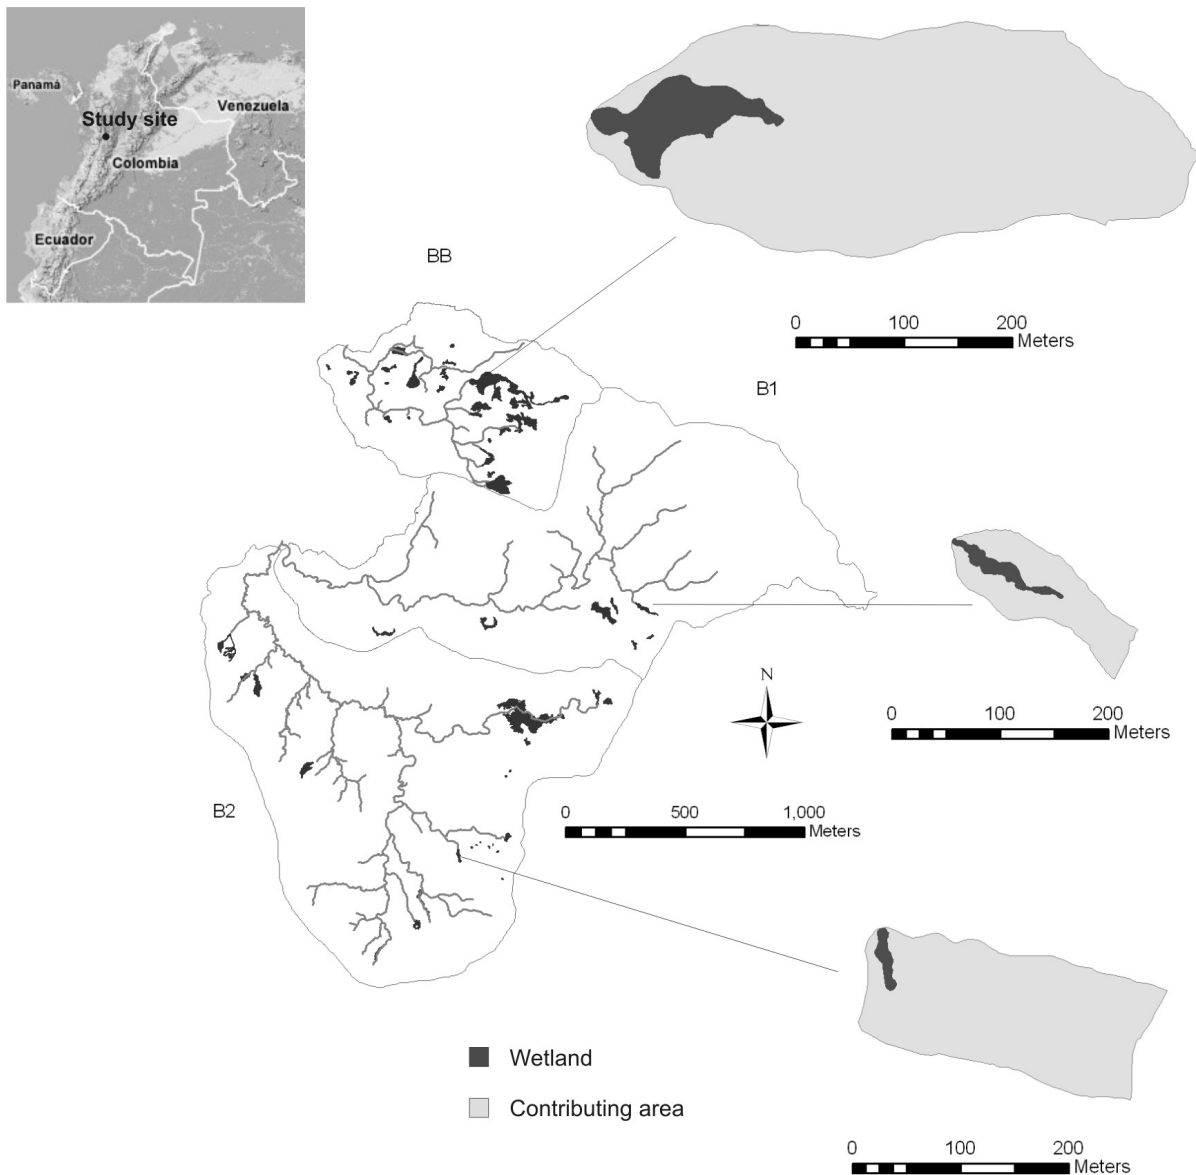 Panamá
Venezuela
Study site
Colombia
Ecuador
BB
0 100 200
Meters
B1
N
0 100 200
Meters
B2
0 500 1,000
Meters
Wetland
Contributing area
0 100 200
Meters